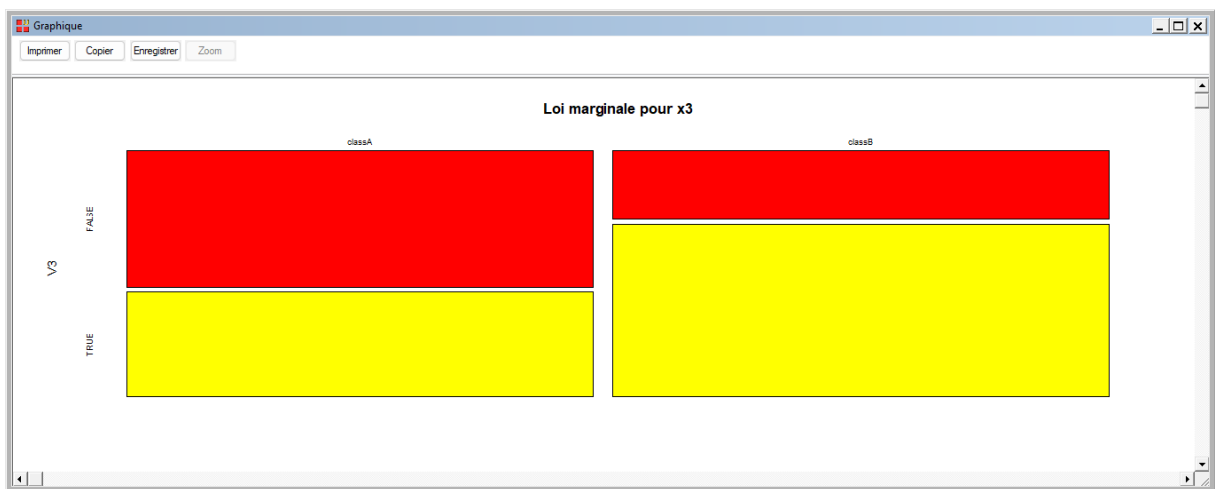 Graphique
Imprimer Copier Enregistrer Zoom
Loi marginale pour x3
classA classB
FALSE
V3
TRUE